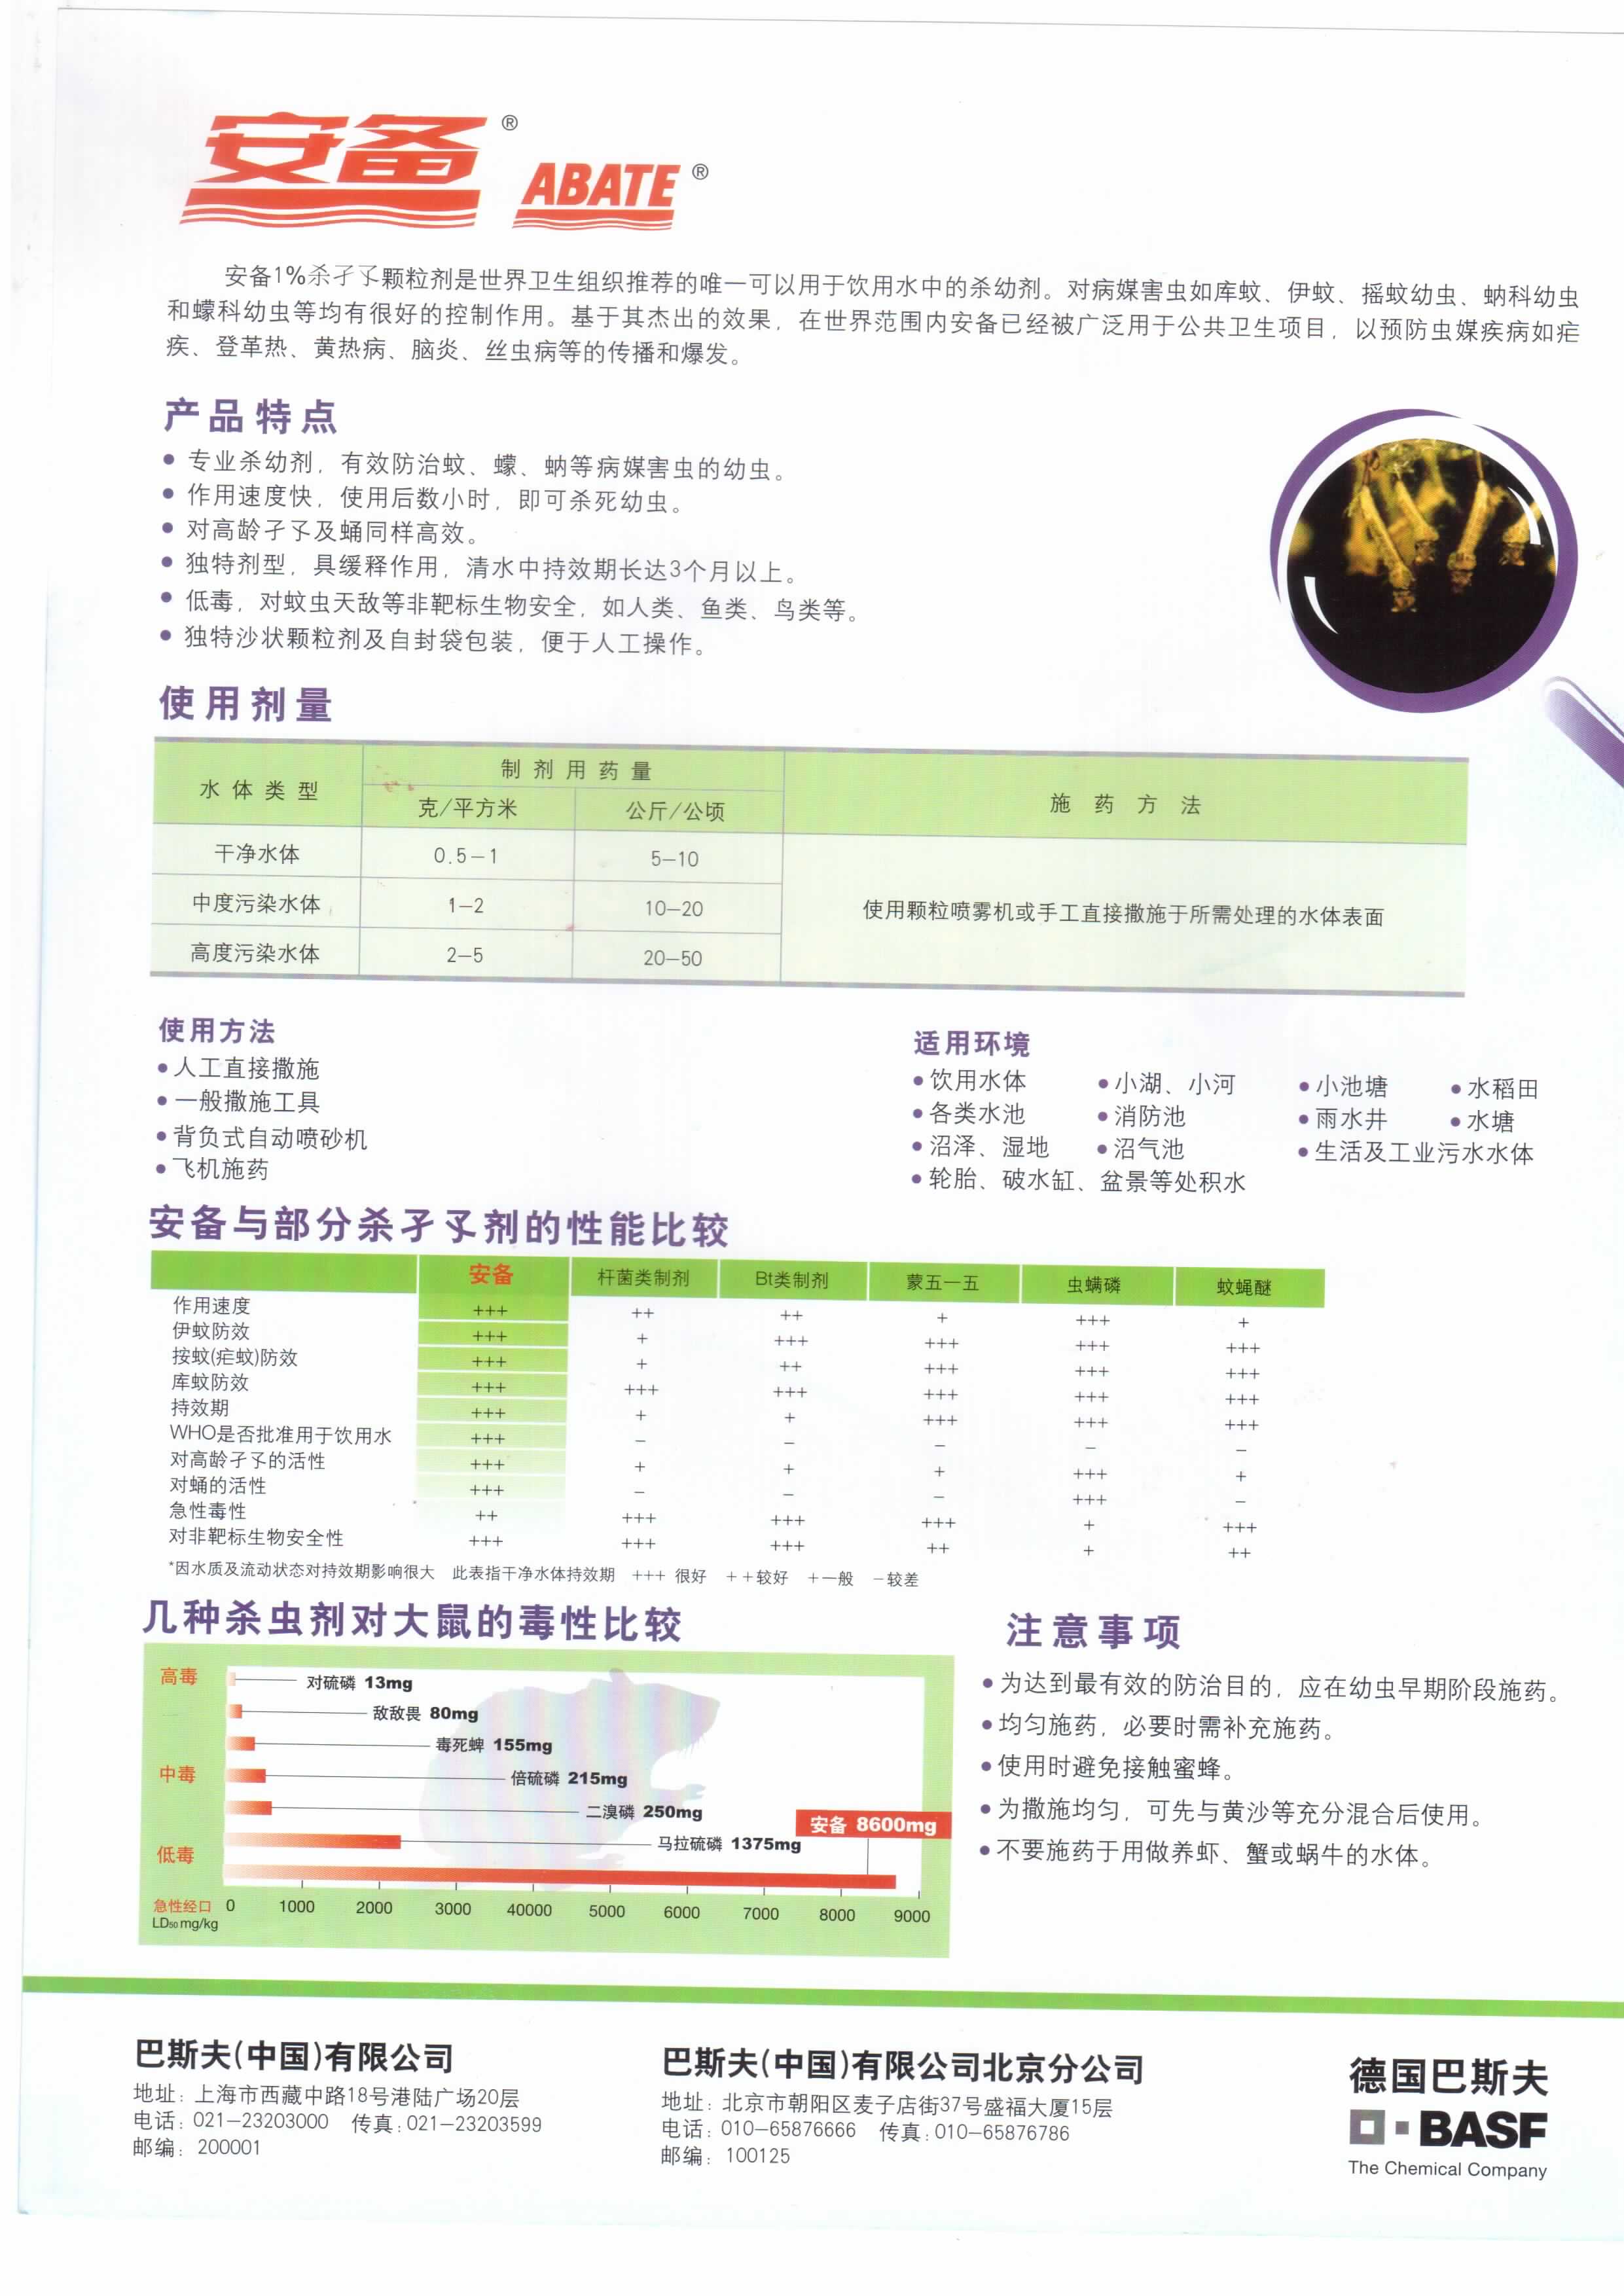 安备®
ABATE®
安备1%杀孑孓颗粒剂是世界卫生组织推荐的唯一可以用于饮用水中的杀幼剂。对病媒害虫如库蚊、伊蚊、摇蚊幼虫、蚋科幼虫
和蠓科幼虫等均有很好的控制作用。基于其杰出的效果，在世界范围内安备已经被广泛用于公共卫生项目，以预防虫媒疾病如疟
疾、登革热、黄热病、脑炎、丝虫病等的传播和爆发。
产品特点
● 专业杀幼剂，有效防治蚊、蠓、蚋等病媒害虫的幼虫。
● 作用速度快，使用后数小时，即可杀死幼虫。
● 对高龄孑孓及蛹同样高效。
● 独特剂型，具缓释作用，清水中持效期长达3个月以上。
● 低毒，对蚊虫天敌等非靶标生物安全，如人类、鱼类、鸟类等。
● 独特沙状颗粒剂及自封袋包装，便于人工操作。
使用剂量
水体类型 制剂用药量 施药方法
克/平方米 公斤/公顷
干净水体 0.5－1 5－10
中度污染水体 1－2 10－20 使用颗粒喷雾机或手工直接撒施于所需处理的水体表面
高度污染水体 2－5 20－50
使用方法
● 人工直接撒施
● 一般撒施工具
● 背负式自动喷砂机
● 飞机施药
适用环境
● 饮用水体 ● 小湖、小河 ● 小池塘 ● 水稻田
● 各类水池 ● 消防池 ● 雨水井 ● 水塘
● 沼泽、湿地 ● 沼气池 ● 生活及工业污水水体
● 轮胎、破水缸、盆景等处积水
安备与部分杀孑孓剂的性能比较
安备 杆菌类制剂 Bt类制剂 蒙五一五 虫螨磷 蚊蝇醚
作用速度 +++ ++ ++ + +++ +
伊蚊防效 +++ + +++ +++ +++ +++
按蚊(疟蚊)防效 +++ + ++ +++ +++ +++
库蚊防效 +++ +++ +++ +++ +++ +++
持效期 +++ + + +++ +++ +++
WHO是否批准用于饮用水 +++ － － － － －
对高龄孑孓的活性 +++ + + + +++ +
对蛹的活性 +++ － － － +++ －
急性毒性 ++ +++ +++ +++ + +++
对非靶标生物安全性 +++ +++ +++ ++ + ++
*因水质及流动状态对持效期影响很大 此表指干净水体持效期 +++ 很好 ++较好 +一般 －较差
几种杀虫剂对大鼠的毒性比较
高毒 对硫磷 13mg
敌敌畏 80mg
毒死蜱 155mg
中毒 倍硫磷 215mg
二溴磷 250mg
安备 8600mg
马拉硫磷 1375mg
低毒
急性经口 0 1000 2000 3000 40000 5000 6000 7000 8000 9000
LD50 mg/kg
注意事项
● 为达到最有效的防治目的，应在幼虫早期阶段施药。
● 均匀施药，必要时需补充施药。
● 使用时避免接触蜜蜂。
● 为撒施均匀，可先与黄沙等充分混合后使用。
● 不要施药于用做养虾、蟹或蜗牛的水体。
巴斯夫(中国)有限公司
地址：上海市西藏中路18号港陆广场20层
电话：021－23203000 传真：021－23203599
邮编：200001
巴斯夫(中国)有限公司北京分公司
地址：北京市朝阳区麦子店街37号盛福大厦15层
电话：010－65876666 传真：010－65876786
邮编：100125
德国巴斯夫
BASF
The Chemical Company